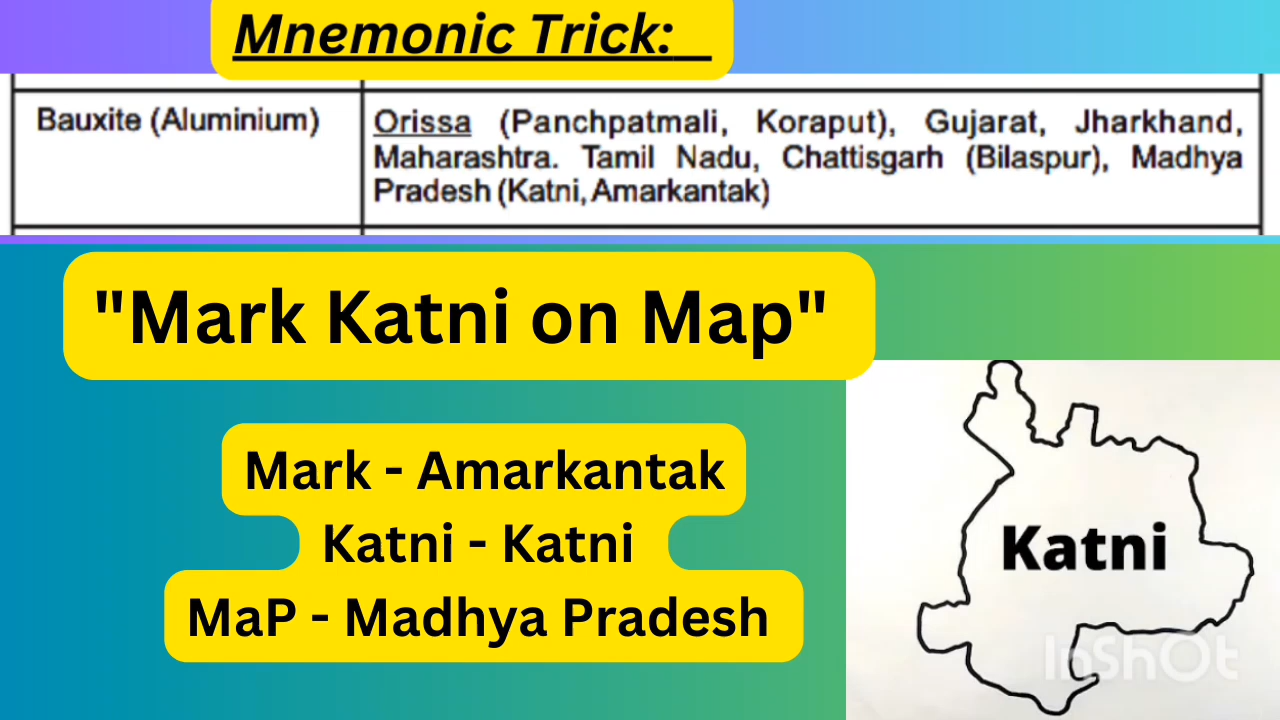 Mnemonic Trick:
Bauxite (Aluminium)
Orissa (Panchpatmali, Koraput), Gujarat, Jharkhand,
Maharashtra. Tamil Nadu, Chattisgarh (Bilaspur), Madhya
Pradesh (Katni, Amarkantak)
"Mark Katni on Map"
Mark - Amarkantak
Katni - Katni
MaP - Madhya Pradesh
Katni
InShOt